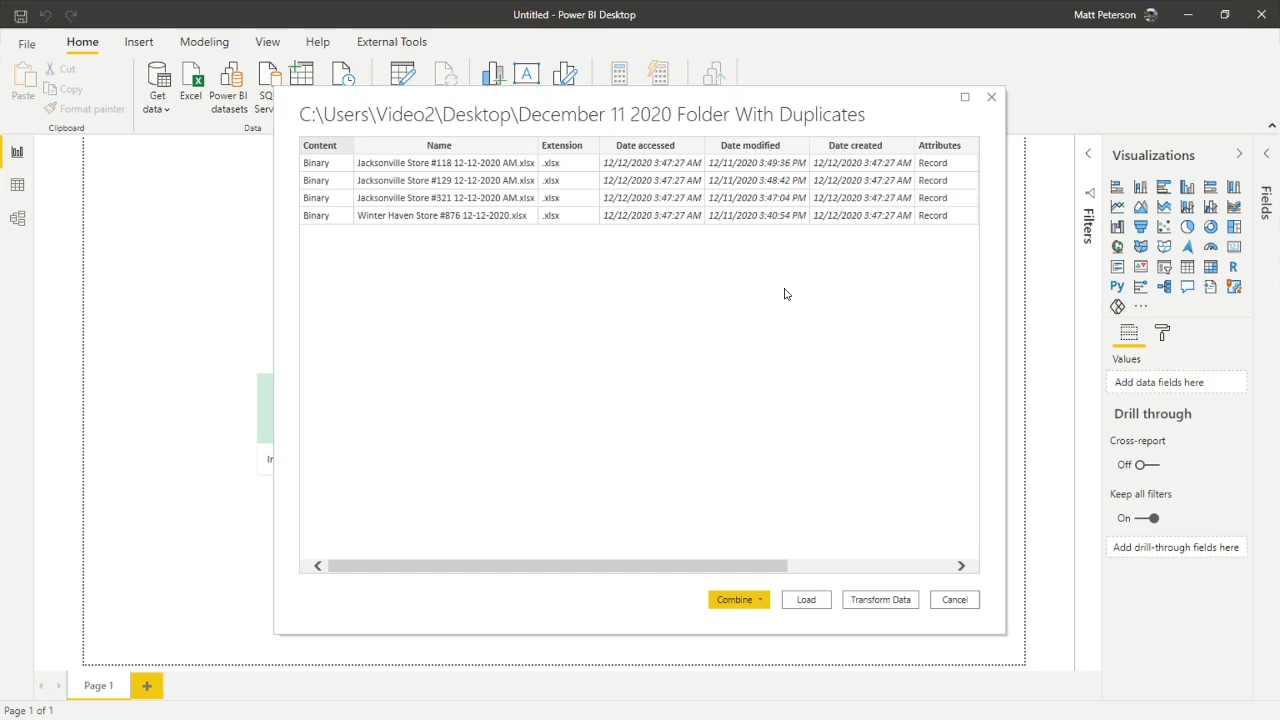 Untitled - Power BI Desktop
Matt Peterson
File Home Insert Modeling View Help External Tools
Paste
Cut
Copy
Format painter
Clipboard
Get data
Excel
Power BI datasets
Data
C:\Users\Video2\Desktop\December 11 2020 Folder With Duplicates
Content Name Extension Date accessed Date modified Date created Attributes
Binary Jacksonville Store #118 12-12-2020 AM.xlsx .xlsx 12/12/2020 3:47:27 AM 12/11/2020 3:49:36 PM 12/12/2020 3:47:27 AM Record
Binary Jacksonville Store #129 12-12-2020 AM.xlsx .xlsx 12/12/2020 3:47:27 AM 12/11/2020 3:48:42 PM 12/12/2020 3:47:27 AM Record
Binary Jacksonville Store #321 12-12-2020 AM.xlsx .xlsx 12/12/2020 3:47:27 AM 12/11/2020 3:47:04 PM 12/12/2020 3:47:27 AM Record
Binary Winter Haven Store #876 12-12-2020.xlsx .xlsx 12/12/2020 3:47:27 AM 12/11/2020 3:40:54 PM 12/12/2020 3:47:27 AM Record
Combine Load Transform Data Cancel
Filters
Visualizations
Fields
R
Py
Values
Add data fields here
Drill through
Cross-report
Off
Keep all filters
On
Add drill-through fields here
Page 1
Page 1 of 1